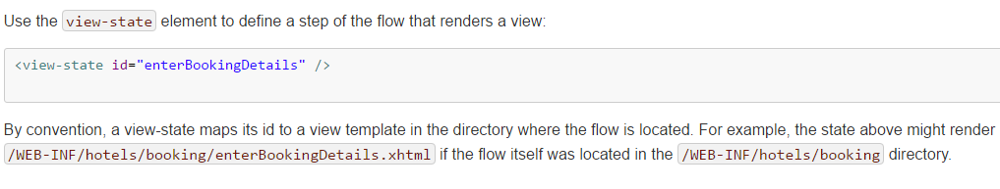 Use the view-state element to define a step of the flow that renders a view:
<view-state id="enterBookingDetails" />
By convention, a view-state maps its id to a view template in the directory where the flow is located. For example, the state above might render
/WEB-INF/hotels/booking/enterBookingDetails.xhtml if the flow itself was located in the /WEB-INF/hotels/booking directory.